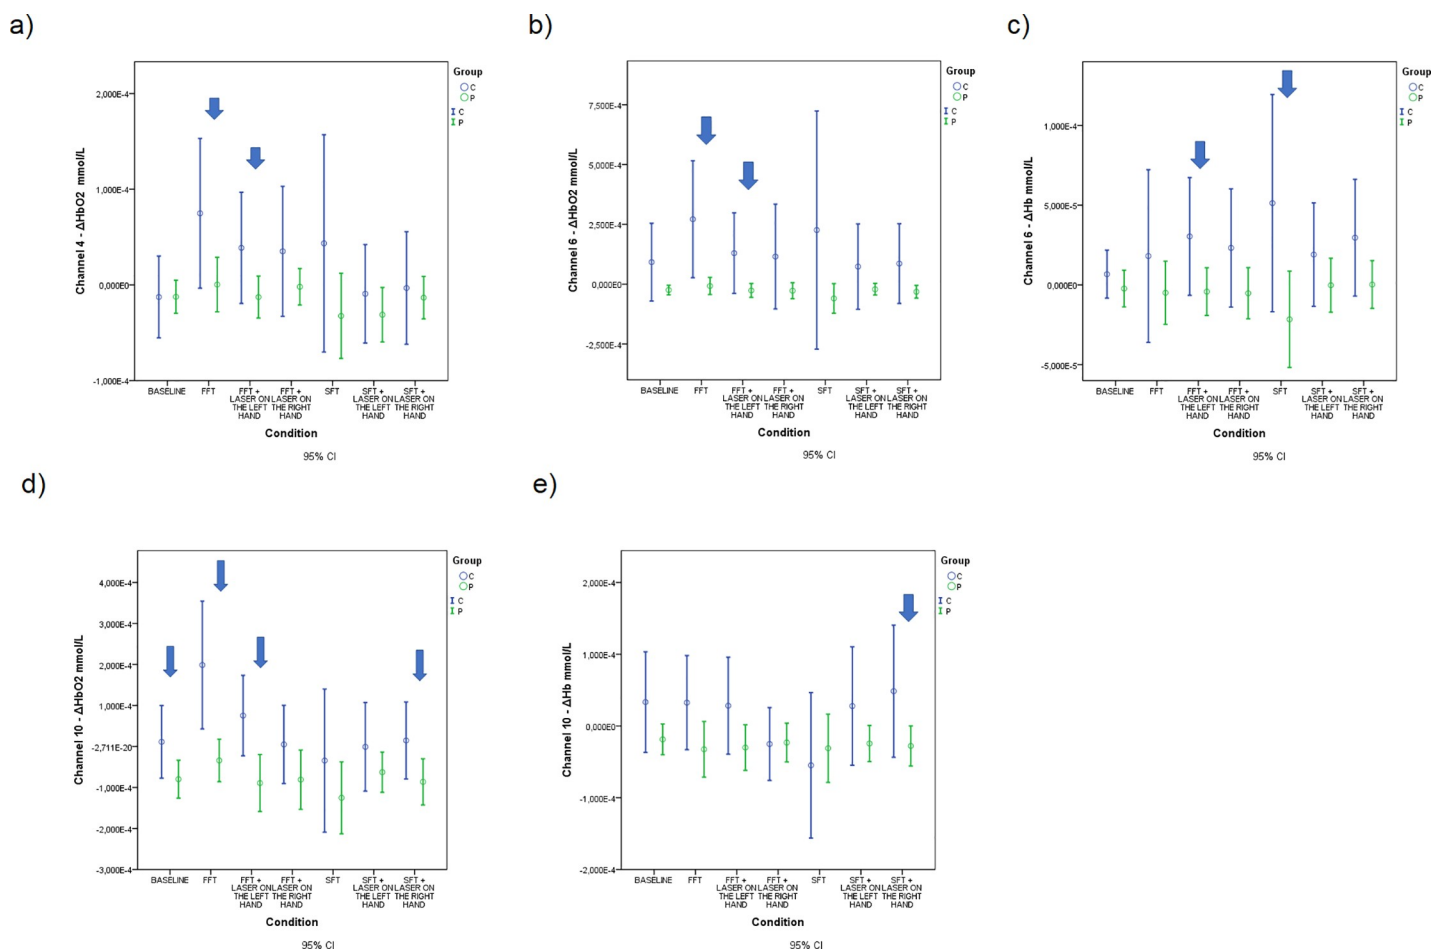 a)
Group
C
P
C
P
Channel 4 - ΔHbO2 mmol/L
2,000E-4
1,000E-4
0,000E0
-1,000E-4
BASELINE
FFT
FFT +
LASER ON
THE LEFT
HAND
FFT +
LASER ON
THE RIGHT
HAND
SFT
SFT +
LASER ON
THE LEFT
HAND
SFT +
LASER ON
THE RIGHT
HAND
Condition
95% CI
b)
Group
C
P
C
P
Channel 6 - ΔHbO2 mmol/L
7,500E-4
5,000E-4
2,500E-4
0,000E0
-2,500E-4
BASELINE
FFT
FFT +
LASER ON
THE LEFT
HAND
FFT +
LASER ON
THE RIGHT
HAND
SFT
SFT +
LASER ON
THE LEFT
HAND
SFT +
LASER ON
THE RIGHT
HAND
Condition
95% CI
c)
Group
C
P
C
P
Channel 6 - ΔHb mmol/L
1,000E-4
5,000E-5
0,000E0
-5,000E-5
BASELINE
FFT
FFT +
LASER ON
THE LEFT
HAND
FFT +
LASER ON
THE RIGHT
HAND
SFT
SFT +
LASER ON
THE LEFT
HAND
SFT +
LASER ON
THE RIGHT
HAND
Condition
95% CI
d)
Group
C
P
C
P
Channel 10 - ΔHbO2 mmol/L
4,000E-4
3,000E-4
2,000E-4
1,000E-4
-2,711E-20
-1,000E-4
-2,000E-4
-3,000E-4
BASELINE
FFT
FFT +
LASER ON
THE LEFT
HAND
FFT +
LASER ON
THE RIGHT
HAND
SFT
SFT +
LASER ON
THE LEFT
HAND
SFT +
LASER ON
THE RIGHT
HAND
Condition
95% CI
e)
Group
C
P
C
P
Channel 10 - ΔHb mmol/L
2,000E-4
1,000E-4
0,000E0
-1,000E-4
-2,000E-4
BASELINE
FFT
FFT +
LASER ON
THE LEFT
HAND
FFT +
LASER ON
THE RIGHT
HAND
SFT
SFT +
LASER ON
THE LEFT
HAND
SFT +
LASER ON
THE RIGHT
HAND
Condition
95% CI